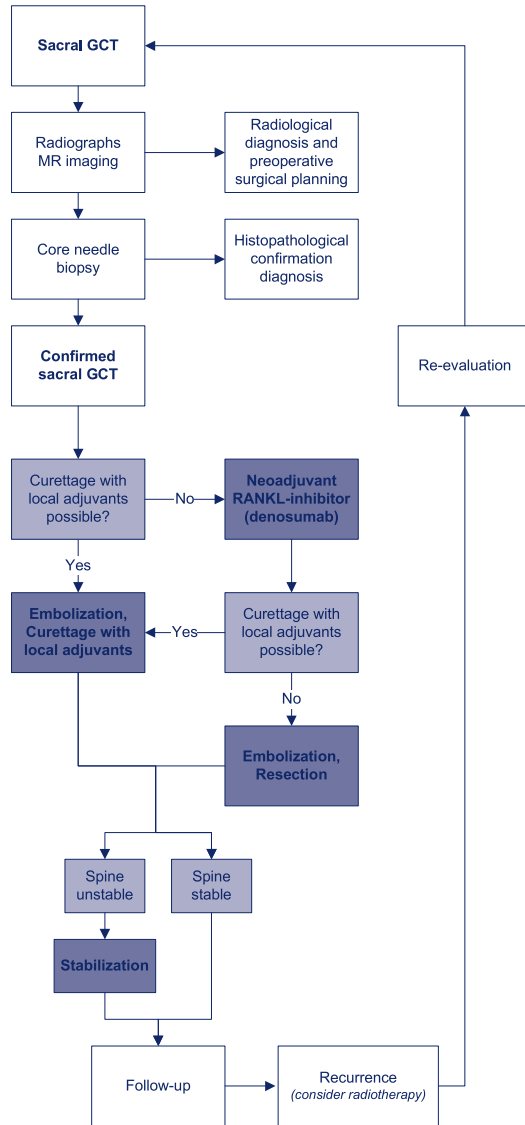 Sacral GCT
Radiographs
MR imaging
Radiological
diagnosis and
preoperative
surgical planning
Core needle
biopsy
Histopathological
confirmation
diagnosis
Confirmed
sacral GCT
Re-evaluation
Curettage with
local adjuvants
possible?
No
Neoadjuvant
RANKL-inhibitor
(denosumab)
Yes
Embolization,
Curettage with
local adjuvants
Yes
Curettage with
local adjuvants
possible?
No
Embolization,
Resection
Spine
unstable
Spine
stable
Stabilization
Follow-up
Recurrence
(consider radiotherapy)